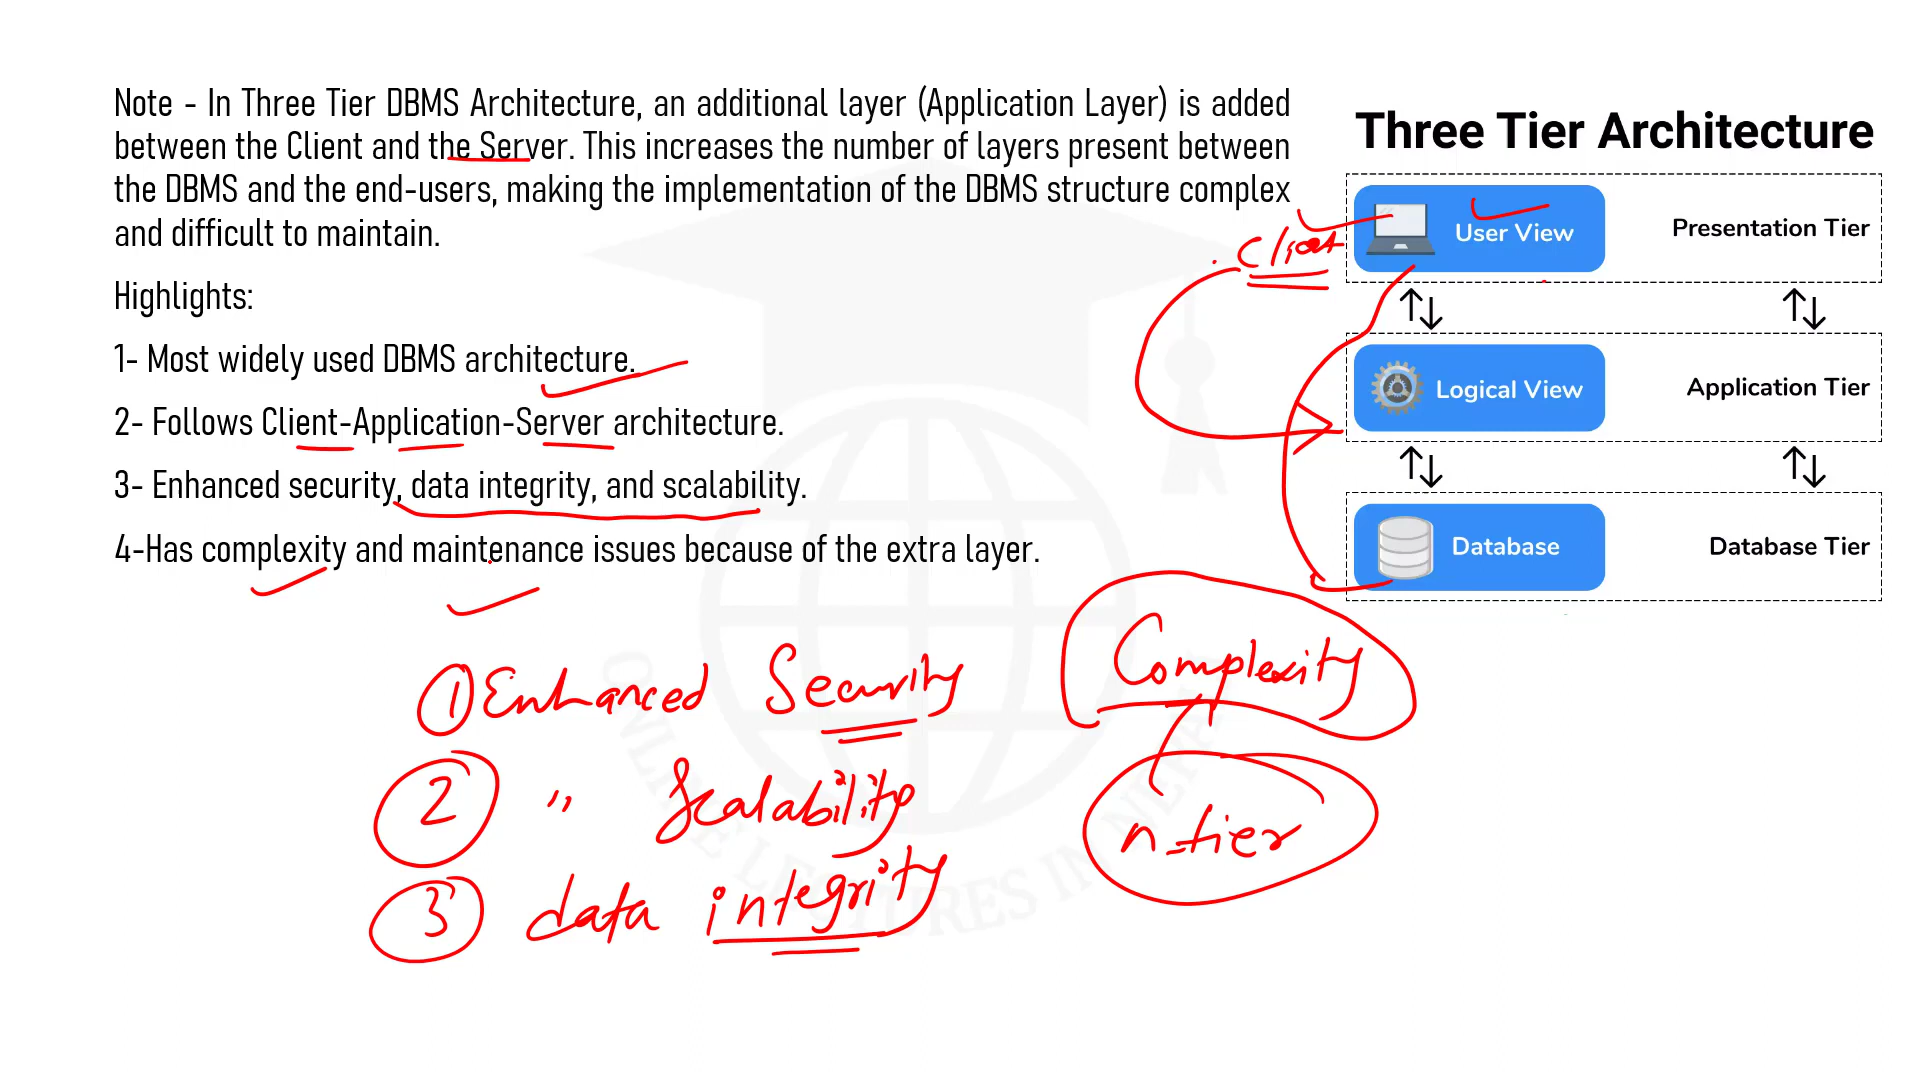 Note - In Three Tier DBMS Architecture, an additional layer (Application Layer) is added
between the Client and the Server. This increases the number of layers present between
the DBMS and the end-users, making the implementation of the DBMS structure complex
and difficult to maintain.
Highlights:
1- Most widely used DBMS architecture.
2- Follows Client-Application-Server architecture.
3- Enhanced security, data integrity, and scalability.
4-Has complexity and maintenance issues because of the extra layer.
Three Tier Architecture
Client
User View
Presentation Tier
Logical View
Application Tier
Database
Database Tier
1 Enhanced Security
2 " Scalability
3 data integrity
Complexity
n-tier